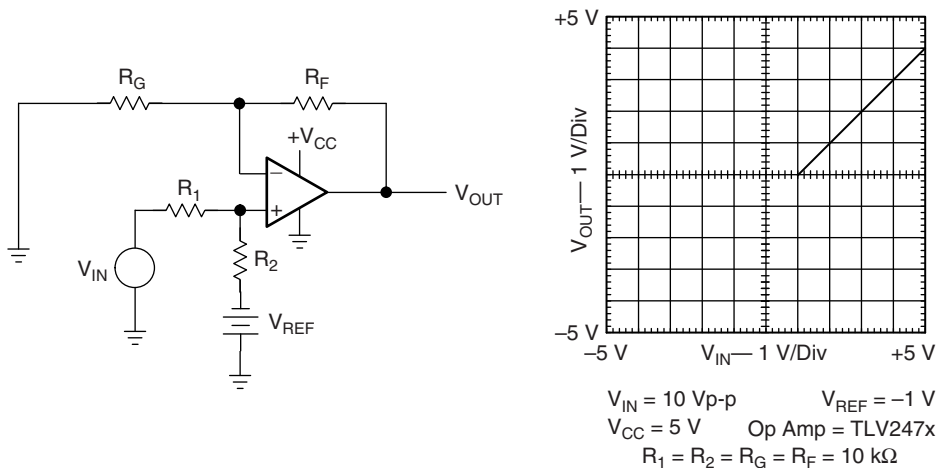 R_G
R_F
+V_CC
−
R_1
+
V_OUT
V_IN
R_2
V_REF
+5 V
V_OUT— 1 V/Div
–5 V
–5 V
V_IN— 1 V/Div
+5 V
V_IN = 10 Vp-p
V_REF = –1 V
V_CC = 5 V
Op Amp = TLV247x
R_1 = R_2 = R_G = R_F = 10 kΩ